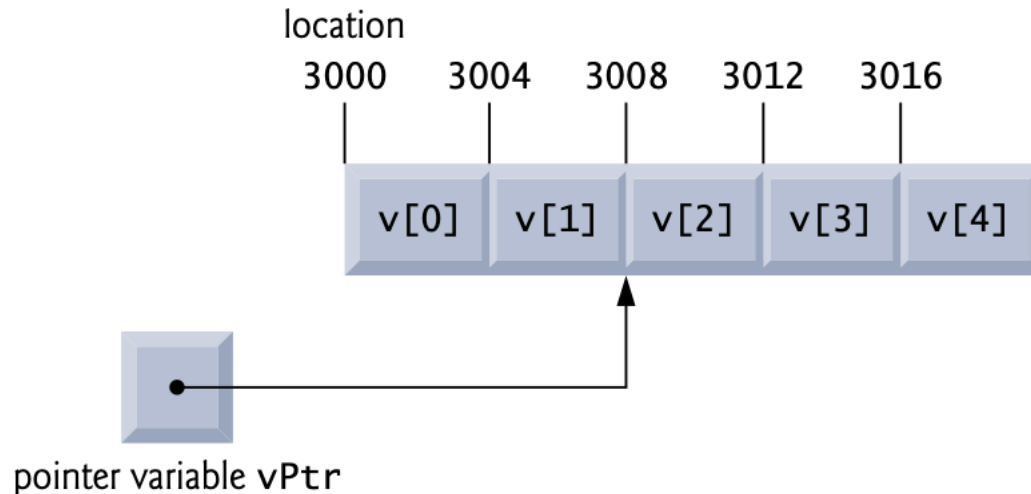 location
3000 3004 3008 3012 3016
v[0] v[1] v[2] v[3] v[4]
pointer variable vPtr